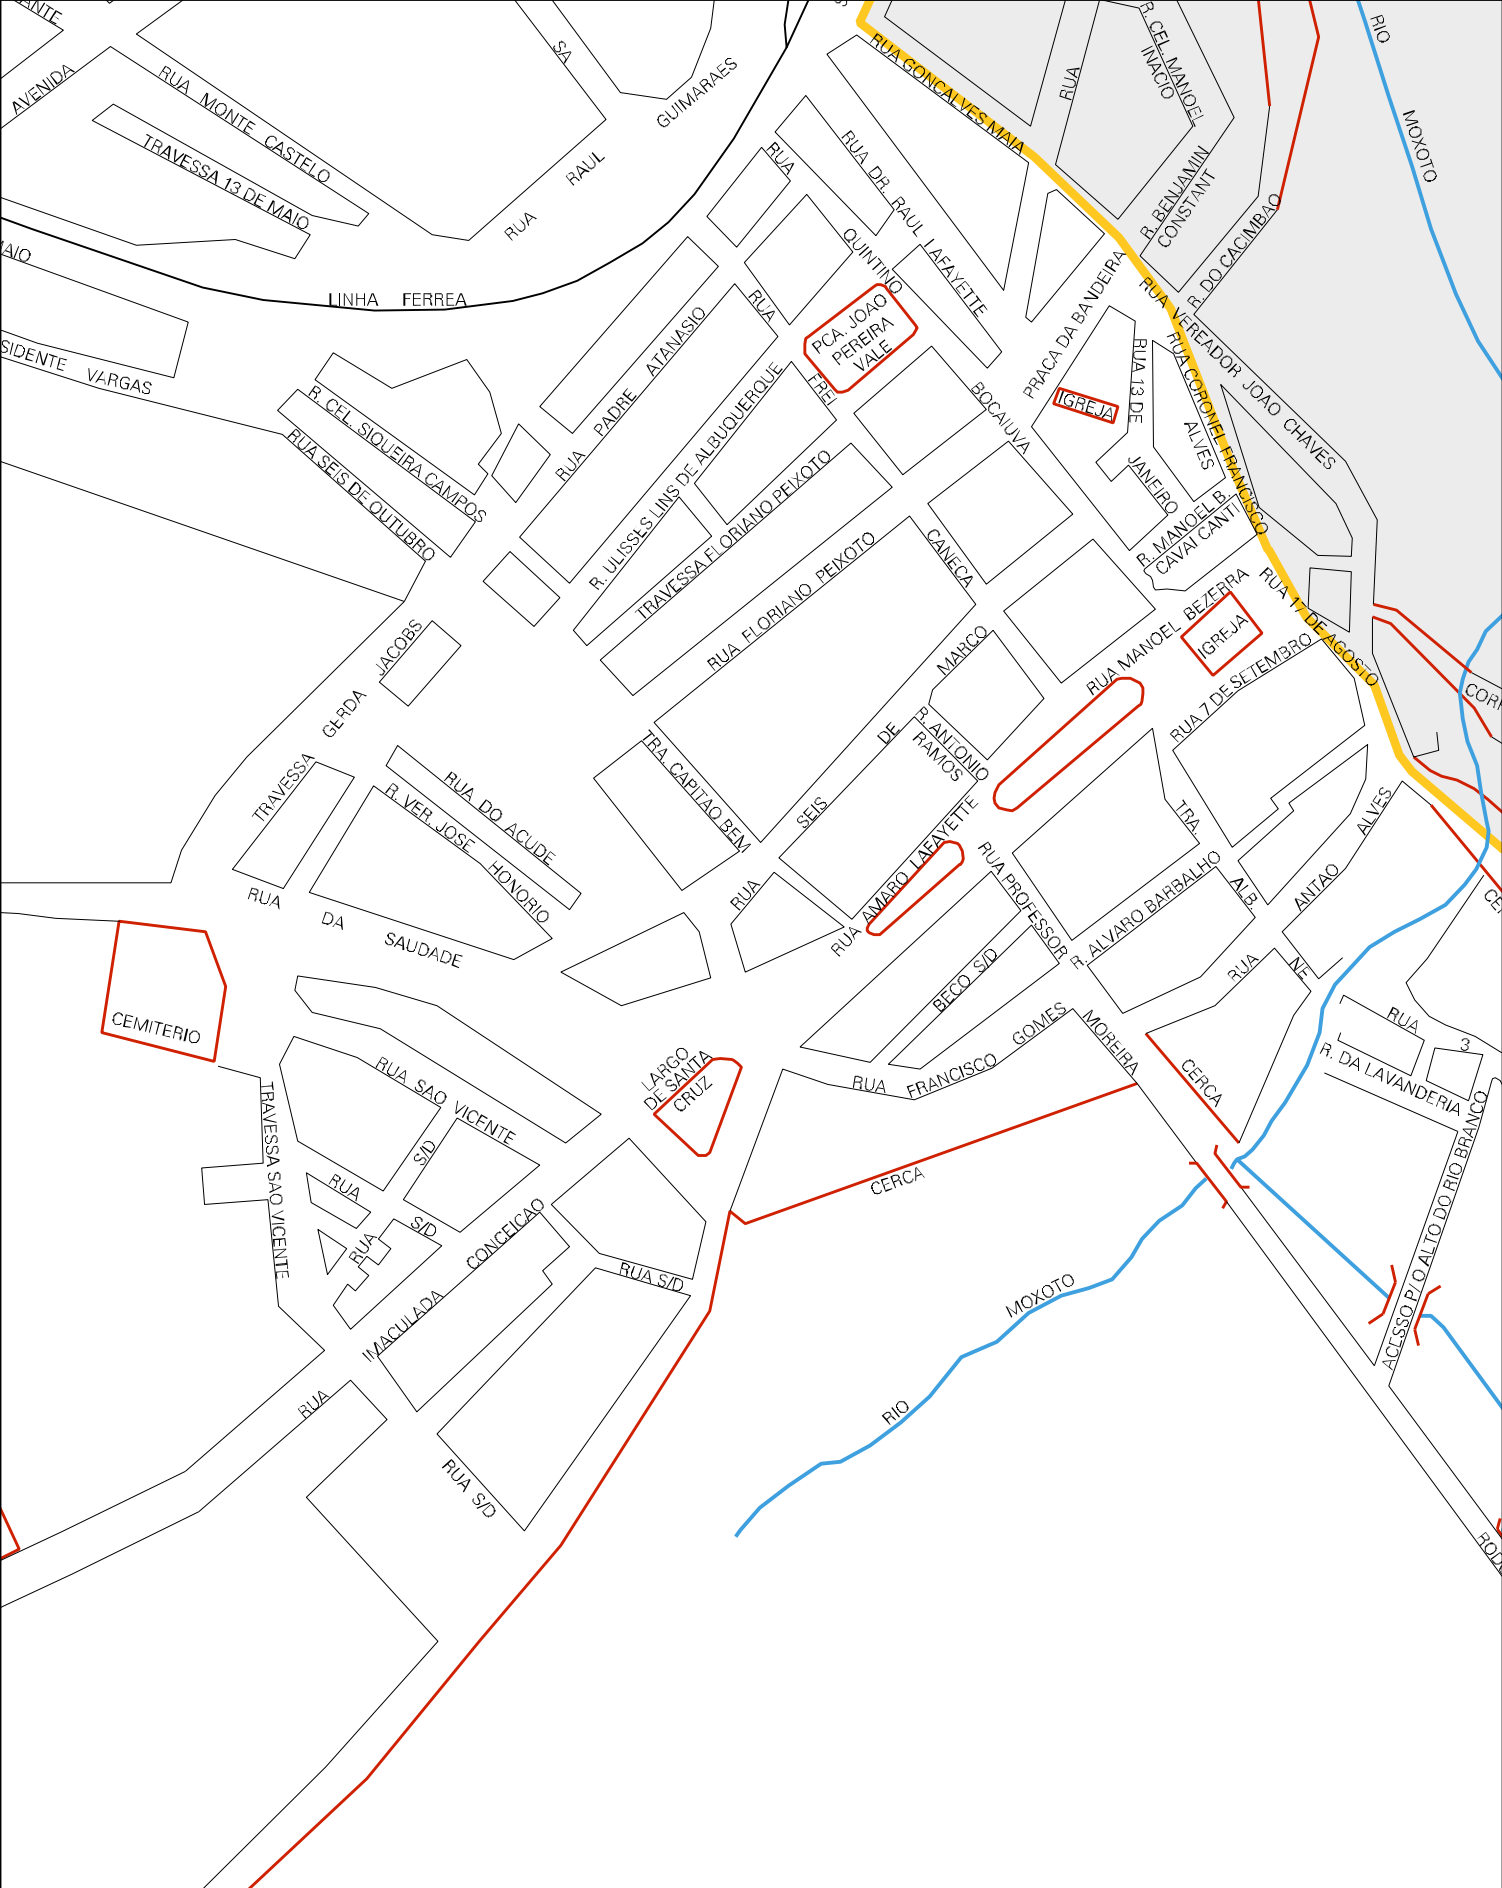 ANTE
AVENIDA
RUA MONTE CASTELO
TRAVESSA 13 DE MAIO
SA
GUIMARAES
RAUL
RUA
LINHA FERREA
SIDENTE VARGAS
RUA GONCALVES MAIA
RUA
R. CEL. MANOEL
INACIO
R. BENJAMIN
CONSTANT
R. DO CACIMBAO
RIO
MOXOTO
RUA DR. RAUL LAFAYETTE
RUA
QUINTINO
BOCAIUVA
PCA. JOAO
PEREIRA
VALE
RUA
FREI
CANECA
PRACA DA BANDEIRA
RUA VEREADOR JOAO CHAVES
RUA CORONEL FRANCISCO
ALVES
RUA 13 DE
JANEIRO
IGREJA
R. MANOEL B.
CAVALCANTI
RUA PADRE ATANASIO
R. ULISSES LINS DE ALBUQUERQUE
TRAVESSA FLORIANO PEIXOTO
RUA FLORIANO PEIXOTO
R. CEL. SIQUEIRA CAMPOS
RUA SEIS DE OUTUBRO
RUA MANOEL BEZERRA
IGREJA
RUA 17 DE AGOSTO
RUA 7 DE SETEMBRO
TRAVESSA
GERDA
JACOBS
MARCO
DE
SEIS
RUA
R. ANTONIO
RAMOS
TRA. CAPITAO BEM
RUA DO ACUDE
R. VER. JOSE HONORIO
RUA DA SAUDADE
RUA AMARO LAFAYETTE
RUA PROFESSOR
MOREIRA
TRA.
ALB.
NE
R. ALVARO BARBALHO
RUA
ANTAO
ALVES
BECO S/D
RUA FRANCISCO GOMES
CEMITERIO
LARGO
DE SANTA
CRUZ
RUA
3
R. DA LAVANDERIA
ACESSO P/ O ALTO DO RIO BRANCO
CERCA
CERCA
RUA SAO VICENTE
TRAVESSA SAO VICENTE
S/D
RUA
RUA
S/D
RUA
IMACULADA
CONCEICAO
RUA S/D
RUA S/D
RIO
MOXOTO